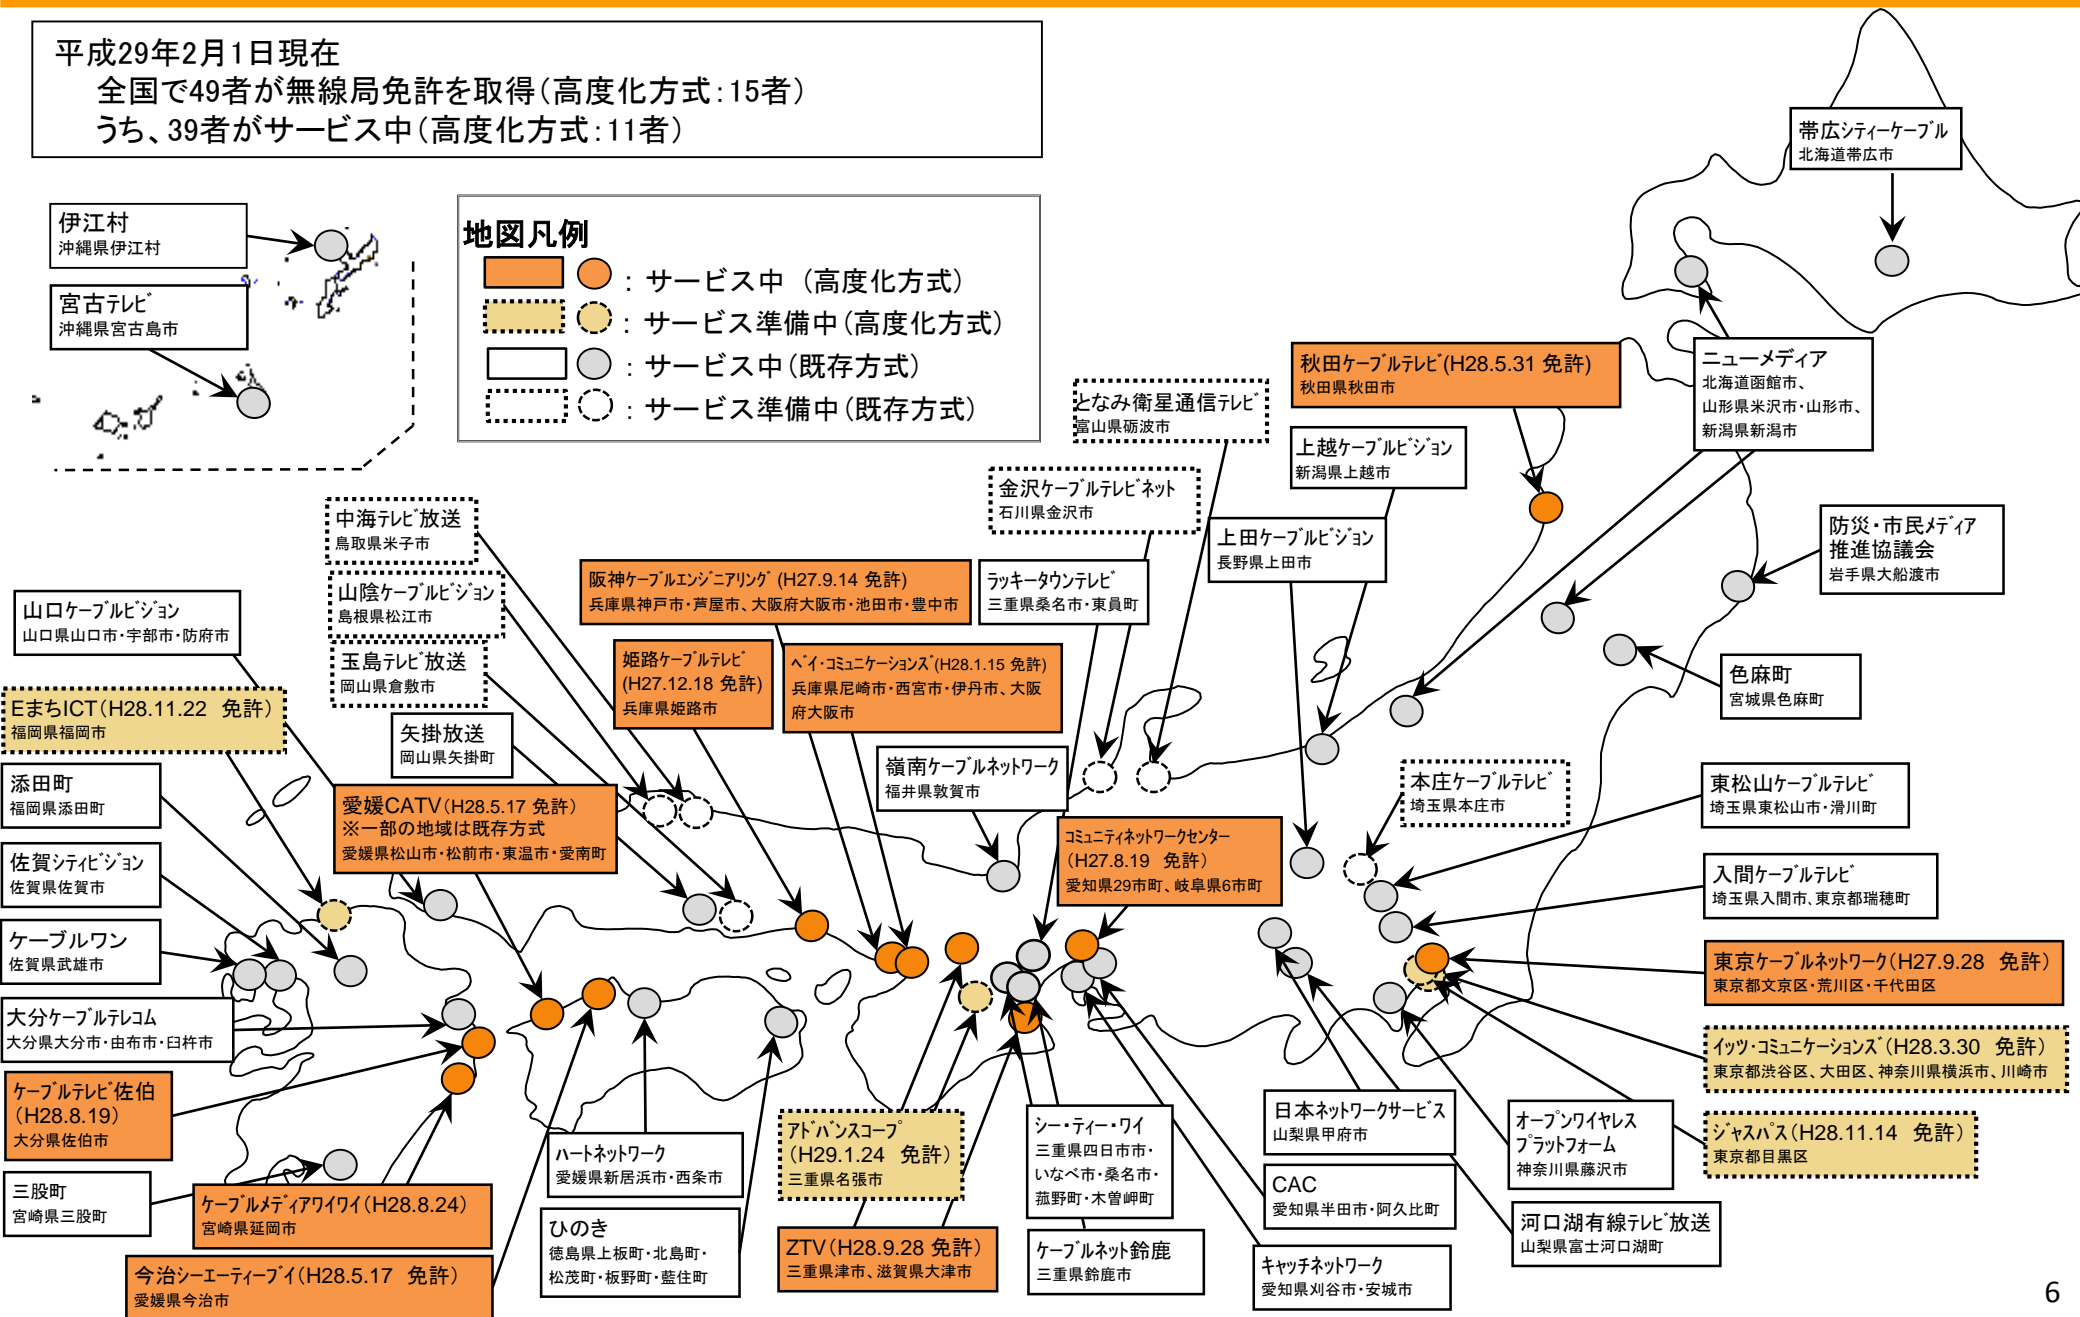 平成29年2月1日現在
全国で49者が無線局免許を取得(高度化方式:15者)
うち、39者がサービス中(高度化方式:11者)
帯広シティーケーブル
北海道帯広市
伊江村
沖縄県伊江村
宮古テレビ
沖縄県宮古島市
地図凡例
: サービス中 (高度化方式)
: サービス準備中(高度化方式)
: サービス中(既存方式)
: サービス準備中(既存方式)
ニューメディア
北海道函館市、
山形県米沢市・山形市、
新潟県新潟市
秋田ケーブルテレビ(H28.5.31 免許)
秋田県秋田市
となみ衛星通信テレビ
富山県砺波市
上越ケーブルビジョン
新潟県上越市
金沢ケーブルテレビネット
石川県金沢市
上田ケーブルビジョン
長野県上田市
防災・市民メディア
推進協議会
岩手県大船渡市
中海テレビ放送
鳥取県米子市
山陰ケーブルビジョン
島根県松江市
玉島テレビ放送
岡山県倉敷市
矢掛放送
岡山県矢掛町
阪神ケーブルエンジニアリング (H27.9.14 免許)
兵庫県神戸市・芦屋市、大阪府大阪市・池田市・豊中市
ラッキータウンテレビ
三重県桑名市・東員町
姫路ケーブルテレビ
(H27.12.18 免許)
兵庫県姫路市
ベイ・コミュニケーションズ(H28.1.15 免許)
兵庫県尼崎市・西宮市・伊丹市、大阪
府大阪市
山口ケーブルビジョン
山口県山口市・宇部市・防府市
EまちICT(H28.11.22 免許)
福岡県福岡市
色麻町
宮城県色麻町
嶺南ケーブルネットワーク
福井県敦賀市
添田町
福岡県添田町
愛媛CATV(H28.5.17 免許)
※一部の地域は既存方式
愛媛県松山市・松前市・東温市・愛南町
コミュニティネットワークセンター
(H27.8.19 免許)
愛知県29市町、岐阜県6市町
本庄ケーブルテレビ
埼玉県本庄市
東松山ケーブルテレビ
埼玉県東松山市・滑川町
佐賀シティビジョン
佐賀県佐賀市
入間ケーブルテレビ
埼玉県入間市、東京都瑞穂町
ケーブルワン
佐賀県武雄市
東京ケーブルネットワーク(H27.9.28 免許)
東京都文京区・荒川区・千代田区
大分ケーブルテレコム
大分県大分市・由布市・臼杵市
イッツ・コミュニケーションズ(H28.3.30 免許)
東京都渋谷区、大田区、神奈川県横浜市、川崎市
ケーブルテレビ佐伯
(H28.8.19)
大分県佐伯市
ジャスパス(H28.11.14 免許)
東京都目黒区
三股町
宮崎県三股町
ケーブルメディアワイワイ(H28.8.24)
宮崎県延岡市
今治シーエーティーブイ(H28.5.17 免許)
愛媛県今治市
ハートネットワーク
愛媛県新居浜市・西条市
ひのき
徳島県上板町・北島町・
松茂町・板野町・藍住町
アドバンスコープ
(H29.1.24 免許)
三重県名張市
ZTV(H28.9.28 免許)
三重県津市、滋賀県大津市
シー・ティー・ワイ
三重県四日市市・
いなべ市・桑名市・
菰野町・木曽岬町
ケーブルネット鈴鹿
三重県鈴鹿市
日本ネットワークサービス
山梨県甲府市
CAC
愛知県半田市・阿久比町
キャッチネットワーク
愛知県刈谷市・安城市
オープンワイヤレス
プラットフォーム
神奈川県藤沢市
河口湖有線テレビ放送
山梨県富士河口湖町
6